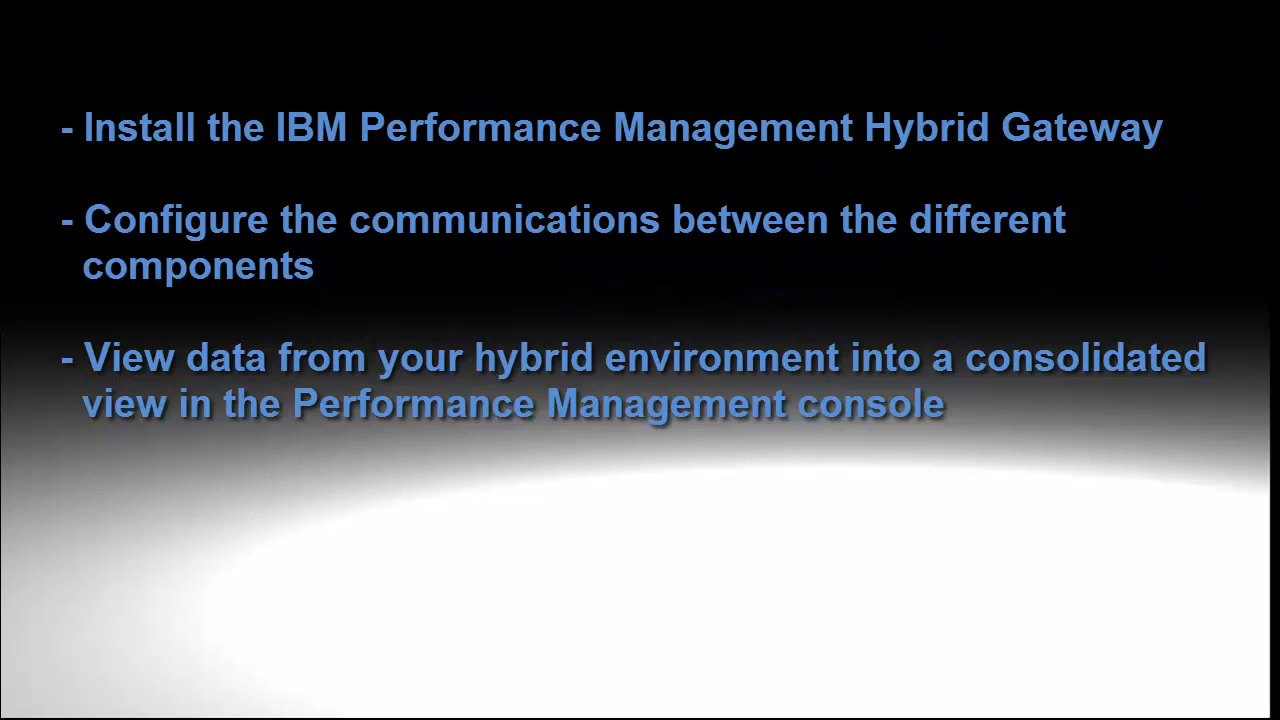 - Install the IBM Performance Management Hybrid Gateway
- Configure the communications between the different
components
- View data from your hybrid environment into a consolidated
view in the Performance Management console